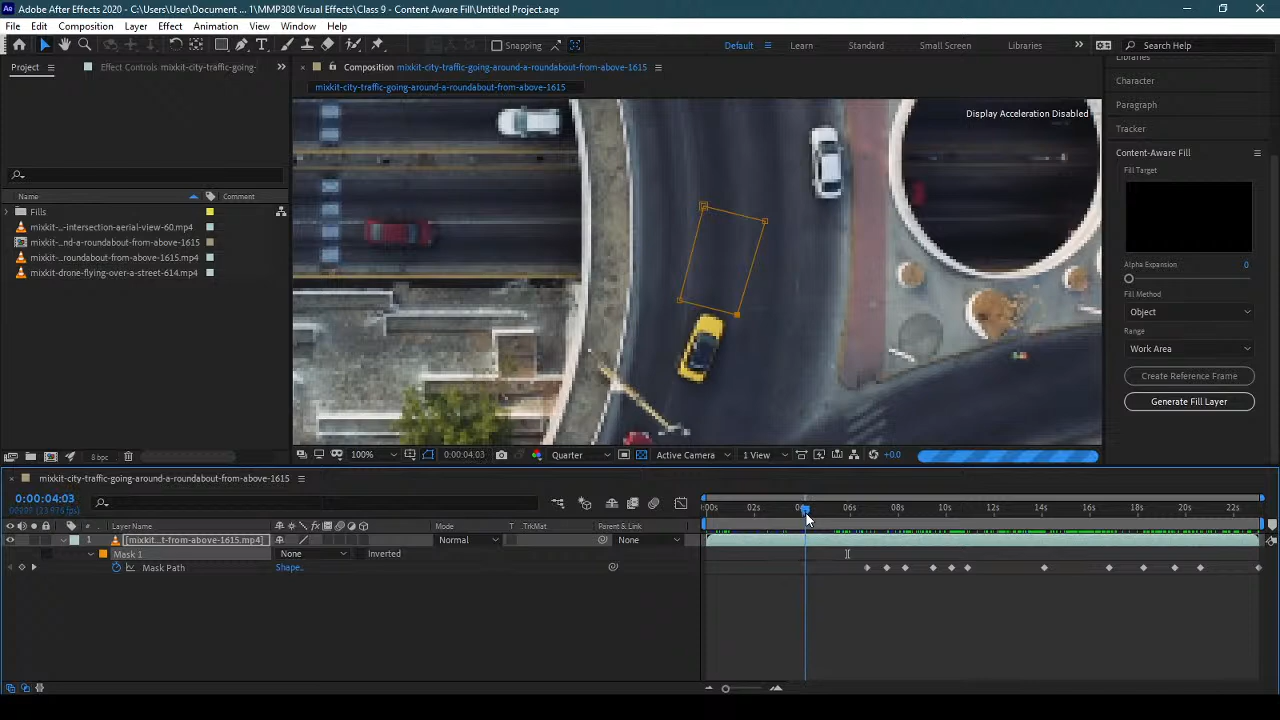 Adobe After Effects 2020 - C:\Users\User\Document ... 1\MMP308 Visual Effects\Class 9 - Content Aware Fill\Untitled Project.aep
File Edit Composition Layer Effect Animation View Window Help
Snapping Default Learn Standard Small Screen Libraries Search Help
Project Effect Controls mixkit-city-traffic-going-
Composition mixkit-city-traffic-going-around-a-roundabout-from-above-1615
mixkit-city-traffic-going-around-a-roundabout-from-above-1615
Display Acceleration Disabled
Libraries
Character
Paragraph
Tracker
Content-Aware Fill
Fill Target
Alpha Expansion 0
Fill Method
Object
Range
Work Area
Create Reference Frame
Generate Fill Layer
Name Comment
Fills
mixkit-...-intersection-aerial-view-60.mp4
mixkit-...nd-a-roundabout-from-above-1615
mixkit-...roundabout-from-above-1615.mp4
mixkit-drone-flying-over-a-street-614.mp4
8 bpc
100% 0:00:04:03 Quarter Active Camera 1 View +0.0
mixkit-city-traffic-going-around-a-roundabout-from-above-1615
0:00:04:03
:00s 02s 04s 06s 08s 10s 12s 14s 16s 18s 20s 22s
# Layer Name Mode T TrkMat Parent & Link
1 [mixkit...t-from-above-1615.mp4] Normal None
Mask 1 None Inverted
Mask Path Shape...